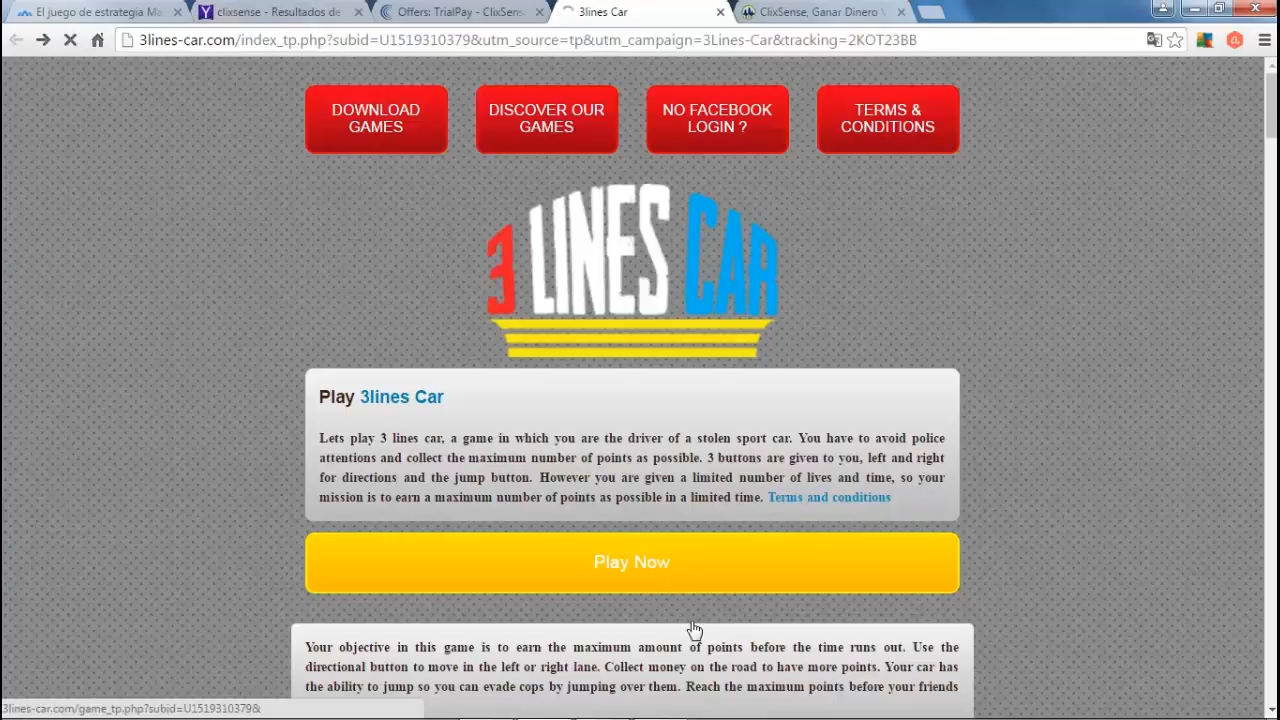 El juego de estrategia Ma
clixsense - Resultados de
Offers: TrialPay - ClixSens
3lines Car
ClixSense, Ganar Dinero V
3lines-car.com/index_tp.php?subid=U1519310379&utm_source=tp&utm_campaign=3Lines-Car&tracking=2KOT23BB
DOWNLOAD
GAMES
DISCOVER OUR
GAMES
NO FACEBOOK
LOGIN ?
TERMS &
CONDITIONS
3 LINES CAR
Play 3lines Car
Lets play 3 lines car, a game in which you are the driver of a stolen sport car. You have to avoid police
attentions and collect the maximum number of points as possible. 3 buttons are given to you, left and right
for directions and the jump button. However you are given a limited number of lives and time, so your
mission is to earn a maximum number of points as possible in a limited time. Terms and conditions
Play Now
Your objective in this game is to earn the maximum amount of points before the time runs out. Use the
directional button to move in the left or right lane. Collect money on the road to have more points. Your car has
the ability to jump so you can evade cops by jumping over them. Reach the maximum points before your friends
3lines-car.com/game_tp.php?subid=U1519310379&